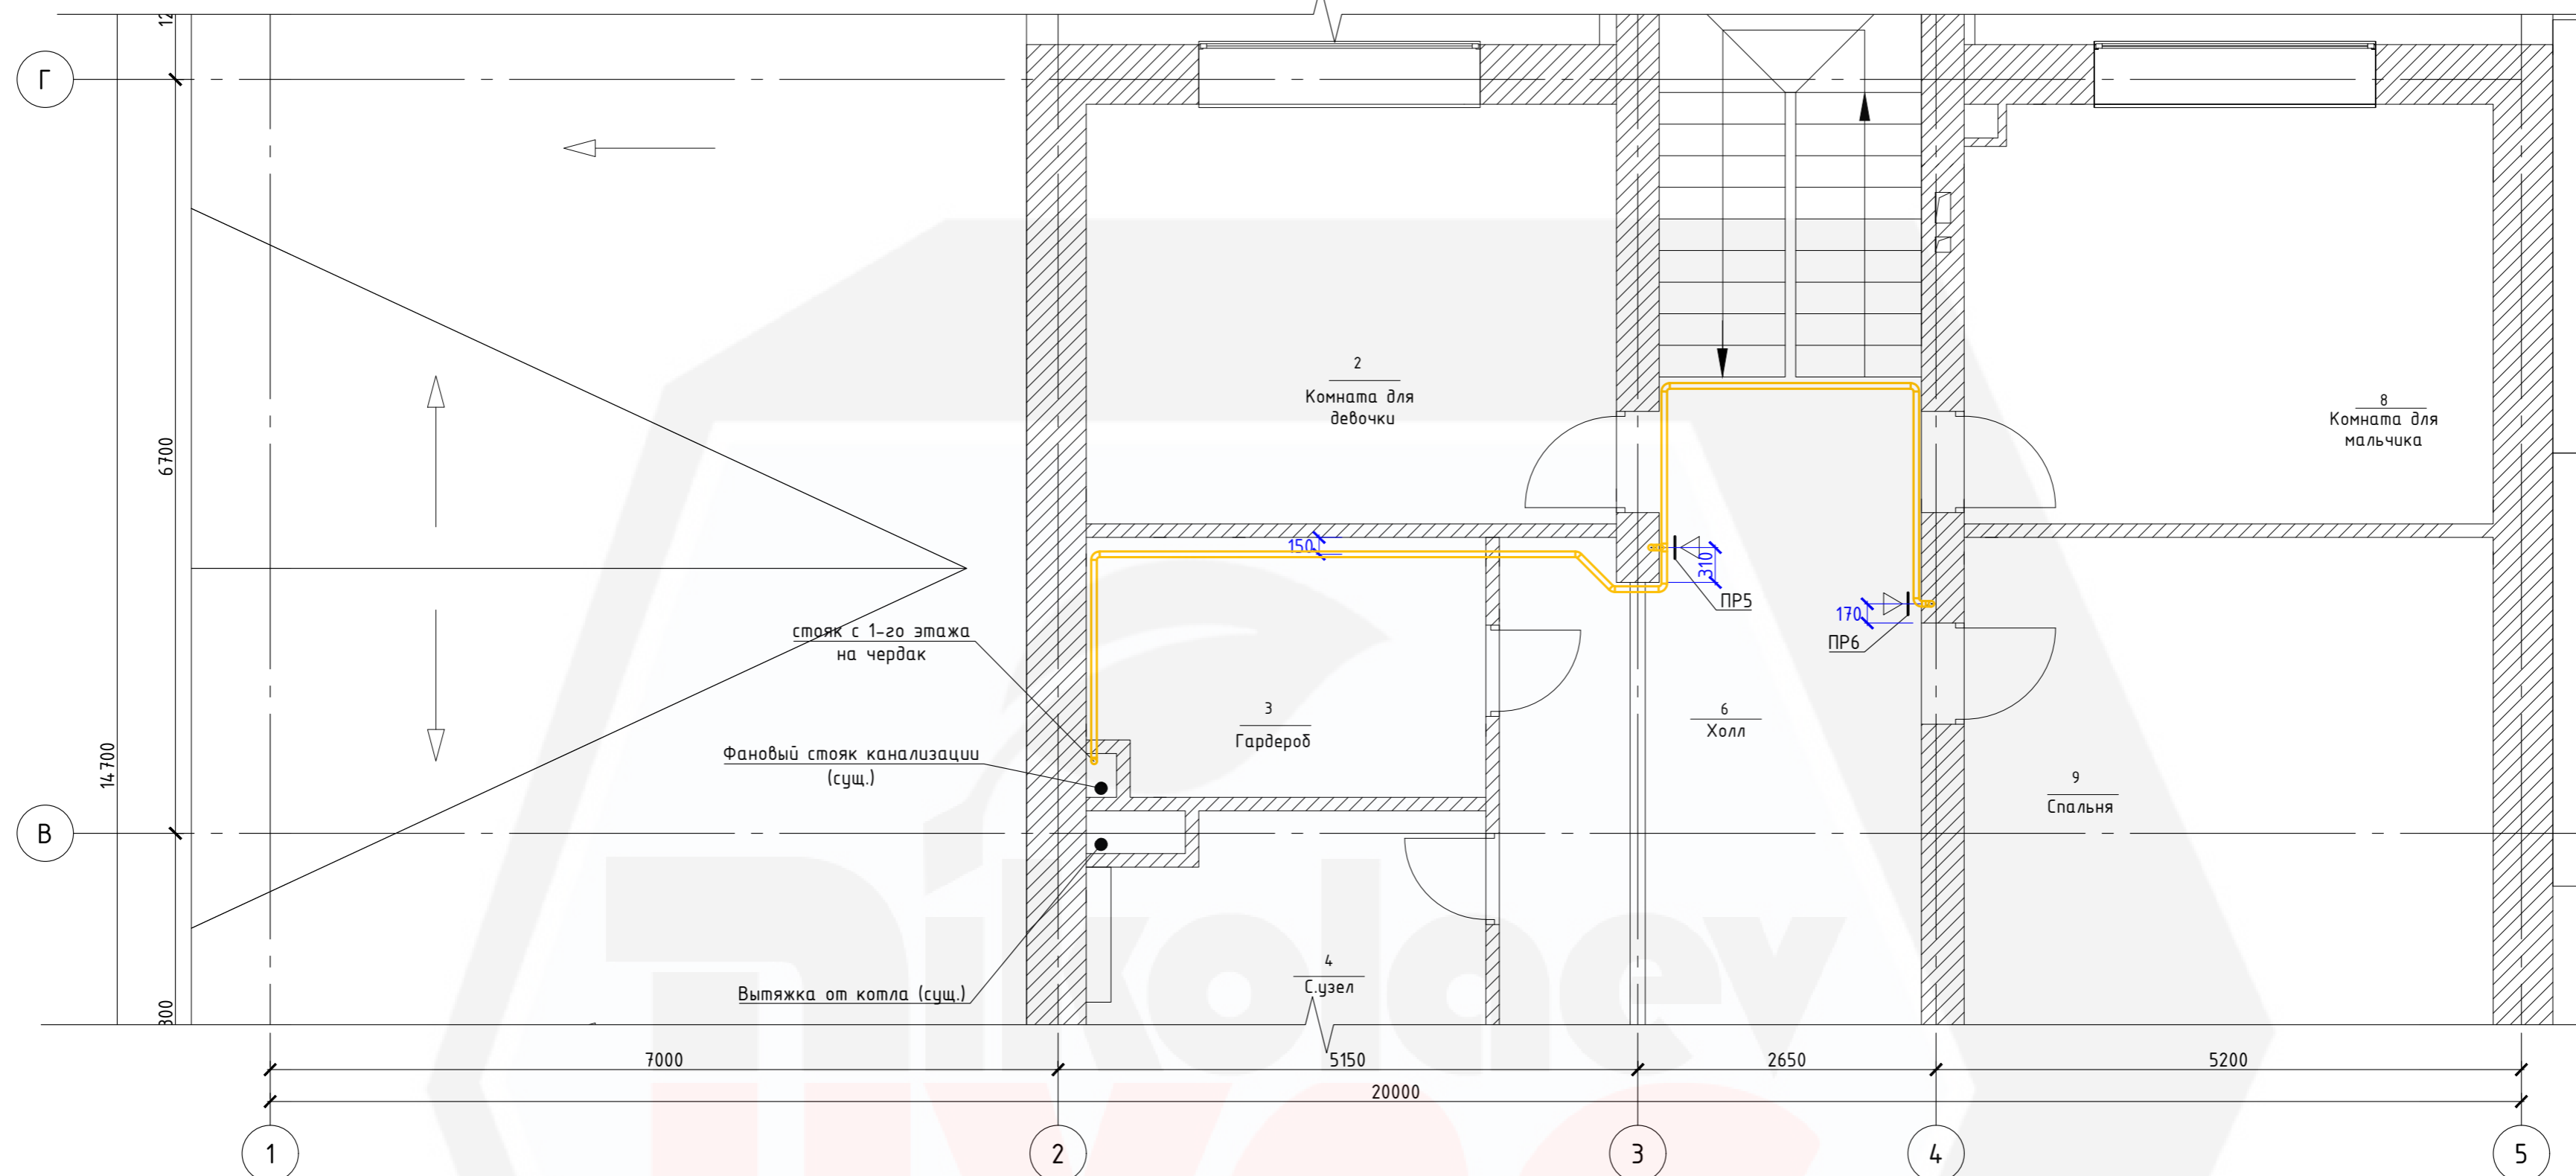 Г
2
Комната для
девочки
8
Комната для
мальчика
6700
150
310
ПР5
170
ПР6
стояк с 1-го этажа
на чердак
3
Гардероб
6
Холл
Фановый стояк канализации
(сущ.)
14700
9
Спальня
В
4
С.узел
Вытяжка от котла (сущ.)
Nikolaev
7000
5150
2650
5200
20000
1
2
3
4
5